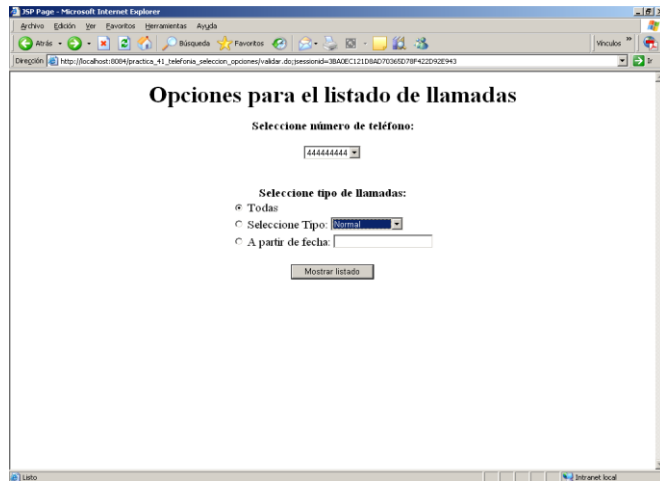 JSP Page - Microsoft Internet Explorer
Archivo Edición Ver Favoritos Herramientas Ayuda
Atrás Búsqueda Favoritos Vínculos
Dirección http://localhost:8084/practica_41_telefonia_seleccion_opciones/validar.do;jsessionid=3BA0EC121D8AD70365D78F422D92E943 Ir
Opciones para el listado de llamadas
Seleccione número de teléfono:
444444444
Seleccione tipo de llamadas:
Todas
Seleccione Tipo: Normal
A partir de fecha:
Mostrar listado
Listo Intranet local